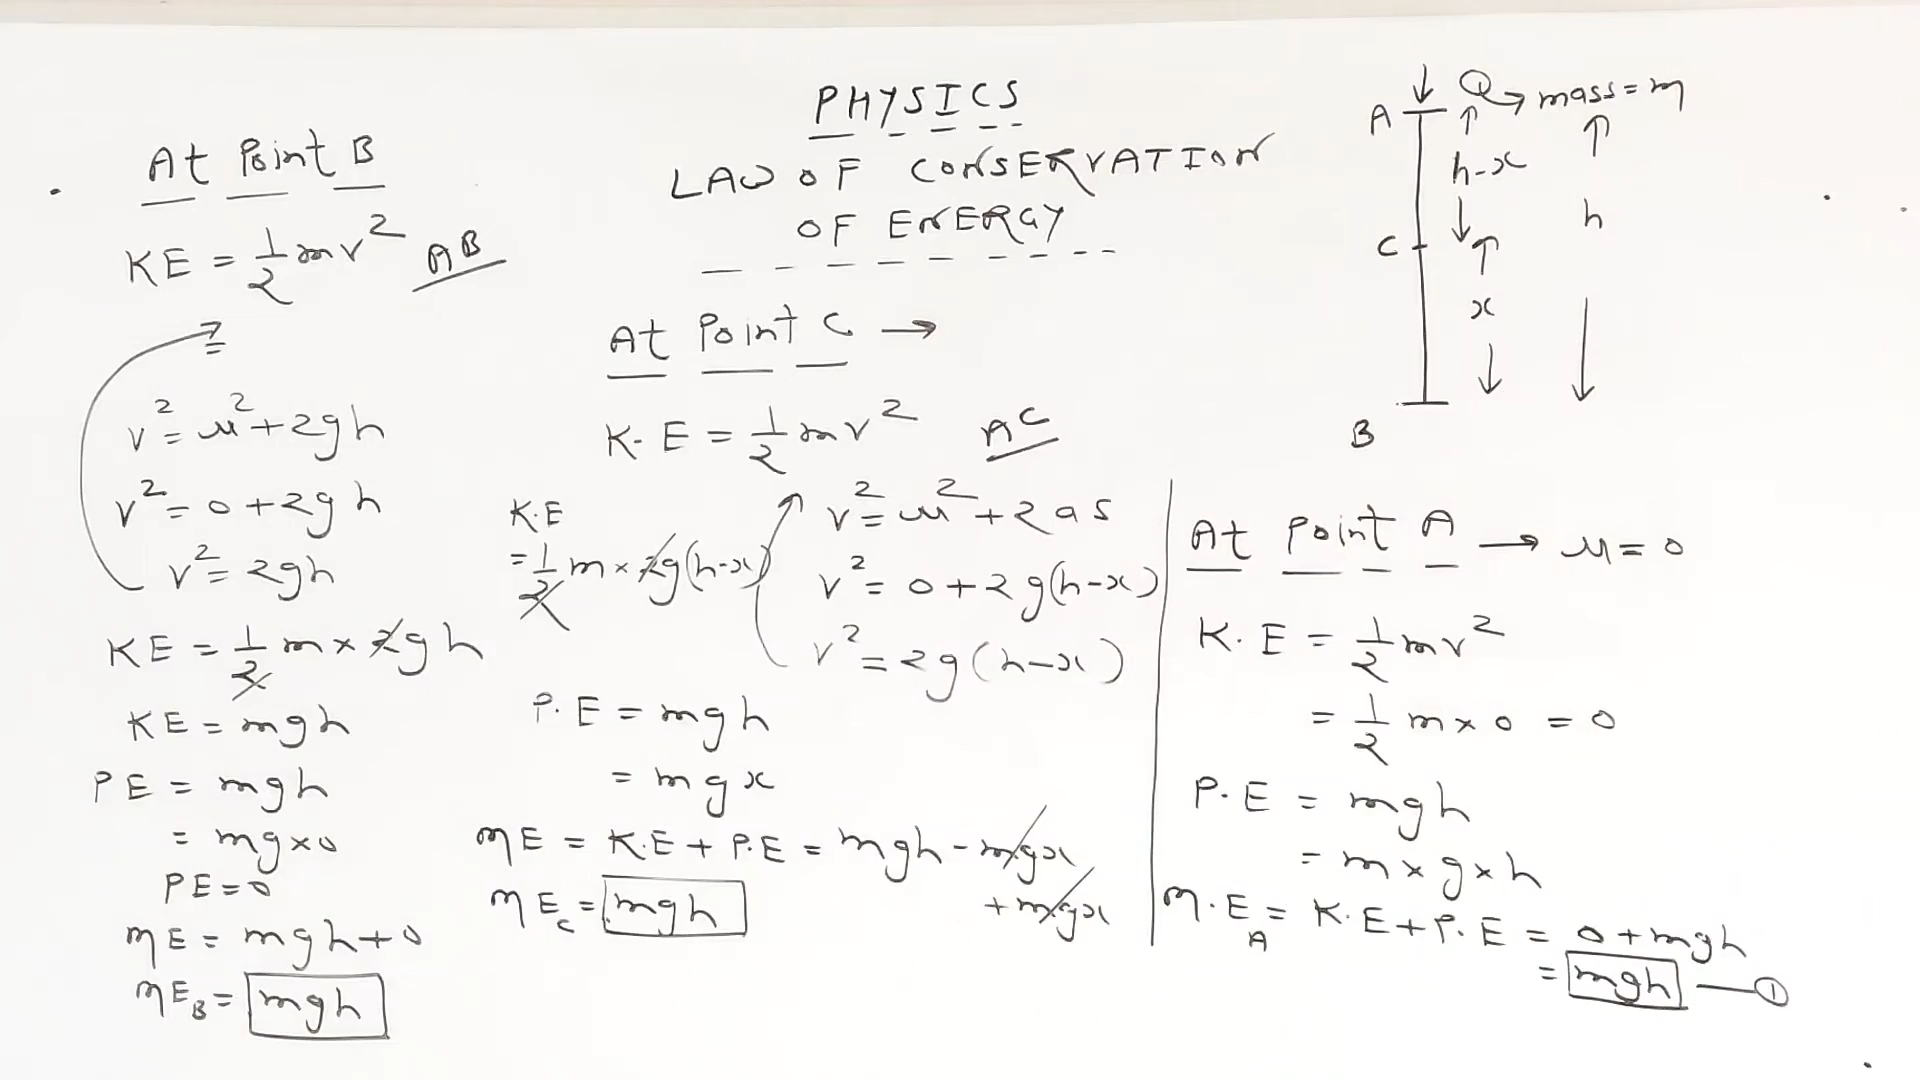 PHYSICS
LAW OF CONSERVATION
OF ENERGY
A
mass = m
h-x
h
C
x
B
At Point B
KE = 1/2 mv²
AB
v² = u² + 2gh
v² = 0 + 2gh
v² = 2gh
KE = 1/2 m × 2gh
KE = mgh
PE = mgh
= mg×0
PE = 0
ME = mgh + 0
ME_B = mgh
At Point C →
K.E = 1/2 mv²
AC
v² = u² + 2as
v² = 0 + 2g(h-x)
v² = 2g(h-x)
K.E
= 1/2 m × 2g(h-x)
P.E = mgh
= mgx
ME = K.E + P.E = mgh - mgx
+ mgx
ME_C = mgh
At Point A → u = 0
K.E = 1/2 mv²
= 1/2 m × 0 = 0
P.E = mgh
= m × g × h
M.E_A = K.E + P.E = 0 + mgh
= mgh — ①